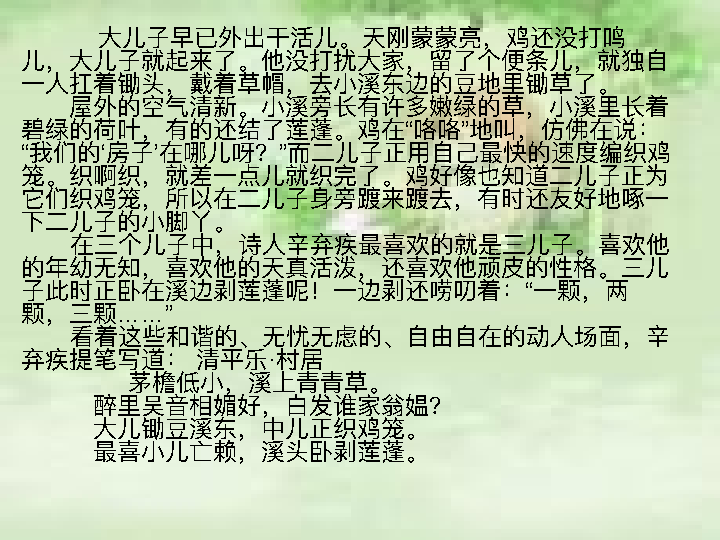 大儿子早已外出干活儿。天刚蒙蒙亮，鸡还没打鸣
儿，大儿子就起来了。他没打扰大家，留了个便条儿，就独自
一人扛着锄头，戴着草帽，去小溪东边的豆地里锄草了。
屋外的空气清新。小溪旁长有许多嫩绿的草，小溪里长着
碧绿的荷叶，有的还结了莲蓬。鸡在“咯咯”地叫，仿佛在说：
“我们的‘房子’在哪儿呀？”而二儿子正用自己最快的速度编织鸡
笼。织啊织，就差一点儿就织完了。鸡好像也知道二儿子正为
它们织鸡笼，所以在二儿子身旁踱来踱去，有时还友好地啄一
下二儿子的小脚丫。
在三个儿子中，诗人辛弃疾最喜欢的就是三儿子。喜欢他
的年幼无知，喜欢他的天真活泼，还喜欢他顽皮的性格。三儿
子此时正卧在溪边剥莲蓬呢！一边剥还唠叨着：“一颗，两
颗，三颗……”
看着这些和谐的、无忧无虑的、自由自在的动人场面，辛
弃疾提笔写道： 清平乐·村居
茅檐低小，溪上青青草。
醉里吴音相媚好，白发谁家翁媪？
大儿锄豆溪东，中儿正织鸡笼。
最喜小儿亡赖，溪头卧剥莲蓬。